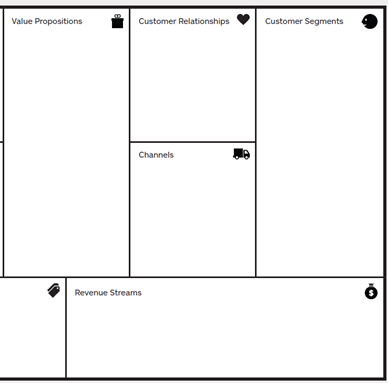 Value Propositions
Customer Relationships
Customer Segments
Channels
Revenue Streams